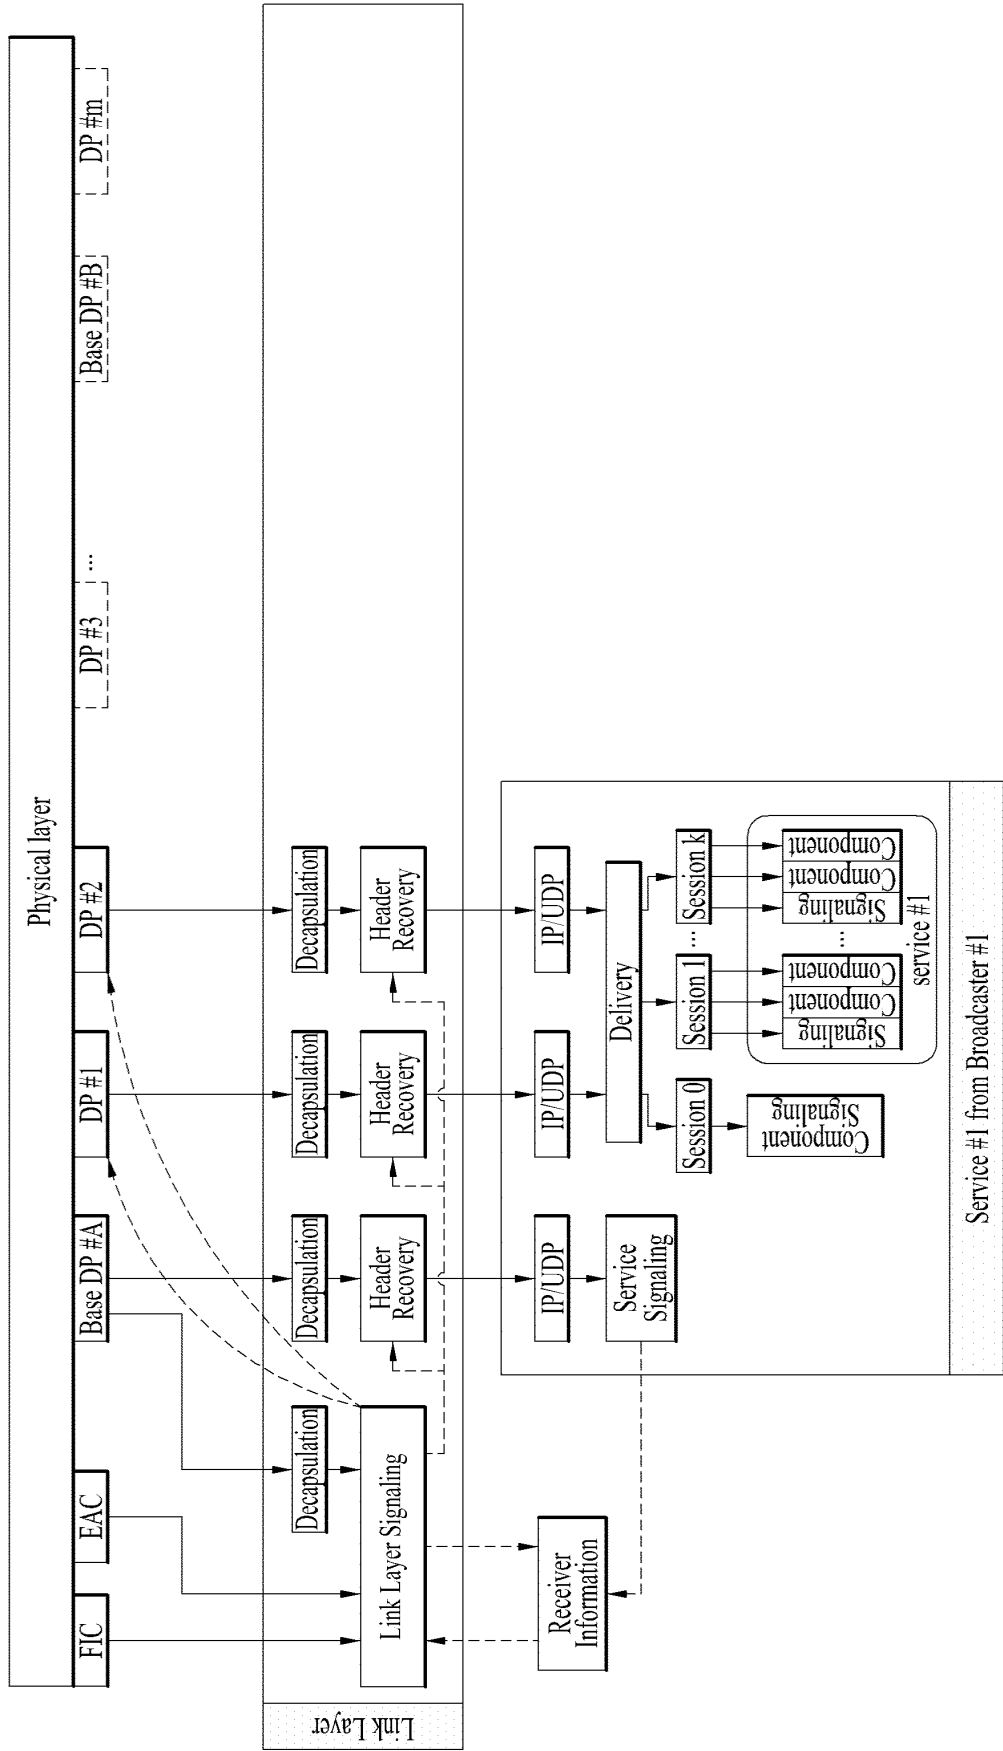 Physical layer
FIC
EAC
Base DP #A
DP #1
DP #2
DP #3
...
Base DP #B
DP #m
Link Layer
Decapsulation
Decapsulation
Decapsulation
Decapsulation
Link Layer Signaling
Header
Recovery
Header
Recovery
Header
Recovery
Receiver
Information
IP/UDP
IP/UDP
IP/UDP
Service
Signaling
Delivery
Session 0
Session 1
...
Session k
Component
Signaling
Signaling
Component
Component
...
Signaling
Component
Component
service #1
Service #1 from Broadcaster #1